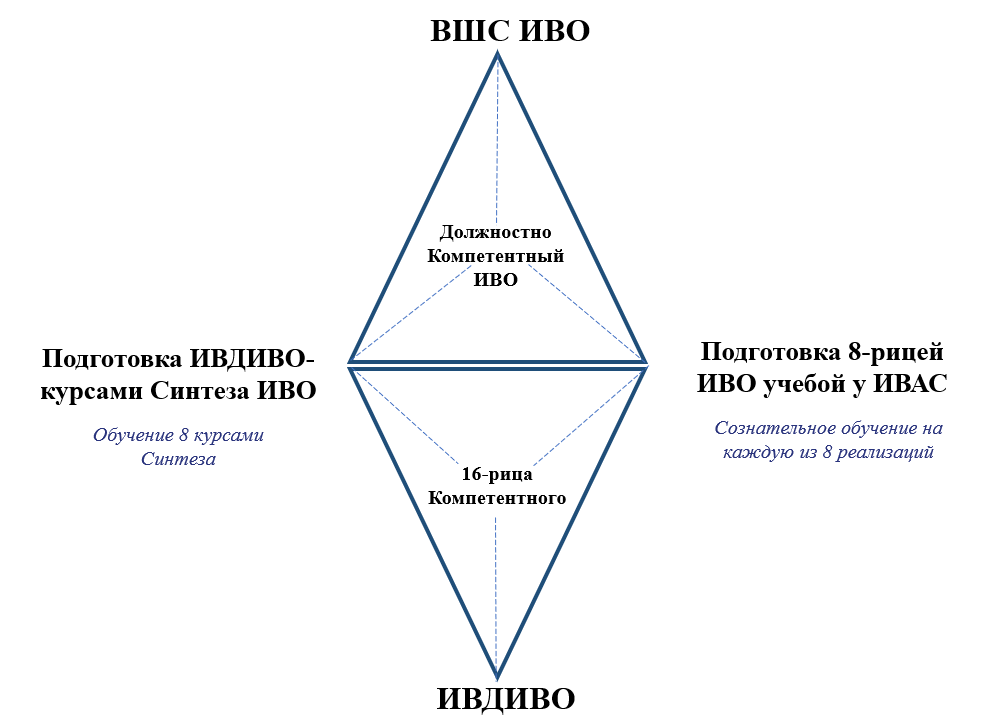 ВШС ИВО
Должностно
Компетентный
ИВО
Подготовка ИВДИВО-
курсами Синтеза ИВО
Обучение 8 курсами
Синтеза
Подготовка 8-рицей
ИВО учебой у ИВАС
Сознательное обучение на
каждую из 8 реализаций
16-рица
Компетентного
ИВДИВО